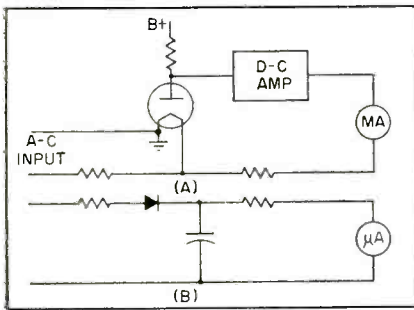 B+
D-C
AMP
MA
A-C
INPUT
(A)
μA
(B)